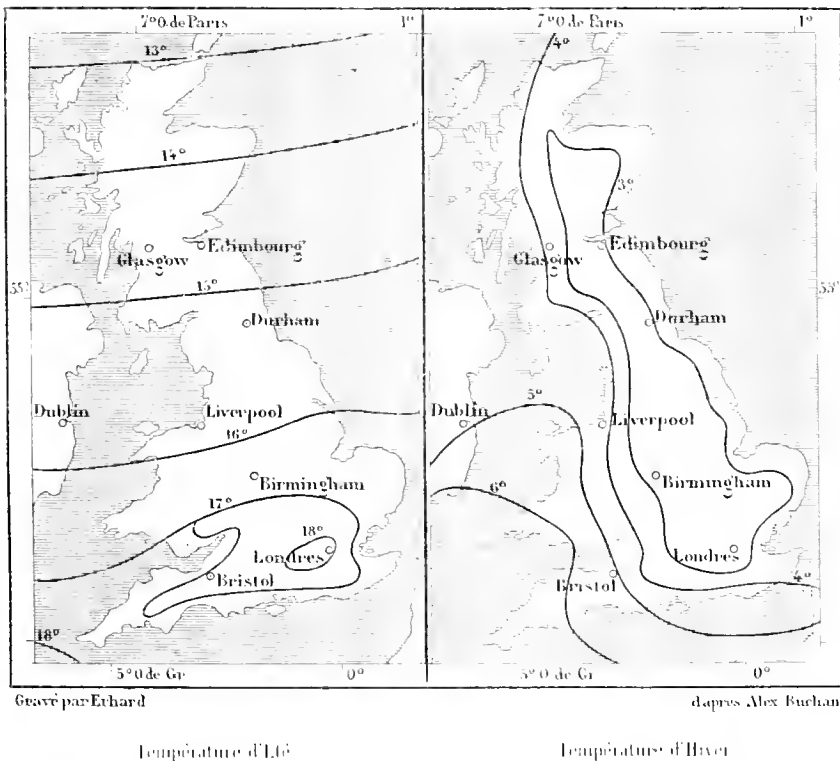 7° O de Paris 1°
13°
14°
Glasgow
Edimbourg
55°
15°
Durham
Dublin
Liverpool
16°
Birmingham
17°
18°
Londres
Bristol
18°
5° O de Gr 0°
7° O de Paris 1°
4°
3°
Edimbourg
Glasgow
55°
Durham
5°
Dublin
Liverpool
6°
Birmingham
Londres
Bristol
4°
5° O de Gr 0°
Gravé par Erhard
d'après Alex Buchan
Température d'Eté
Température d'Hiver